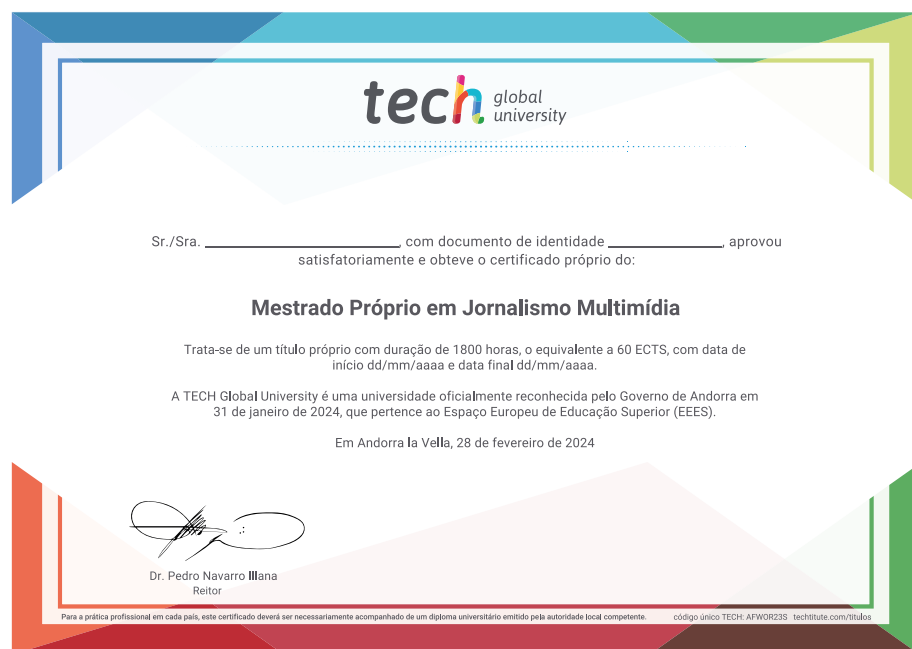 tech global
university
Sr./Sra. , com documento de identidade , aprovou
satisfatoriamente e obteve o certificado próprio do:
Mestrado Próprio em Jornalismo Multimídia
Trata-se de um título próprio com duração de 1800 horas, o equivalente a 60 ECTS, com data de
início dd/mm/aaaa e data final dd/mm/aaaa.
A TECH Global University é uma universidade oficialmente reconhecida pelo Governo de Andorra em
31 de janeiro de 2024, que pertence ao Espaço Europeu de Educação Superior (EEES).
Em Andorra la Vella, 28 de fevereiro de 2024
Dr. Pedro Navarro Illana
Reitor
Para a prática profissional em cada país, este certificado deverá ser necessariamente acompanhado de um diploma universitário emitido pela autoridade local competente. código único TECH: AFWOR23S techtitute.com/titulos